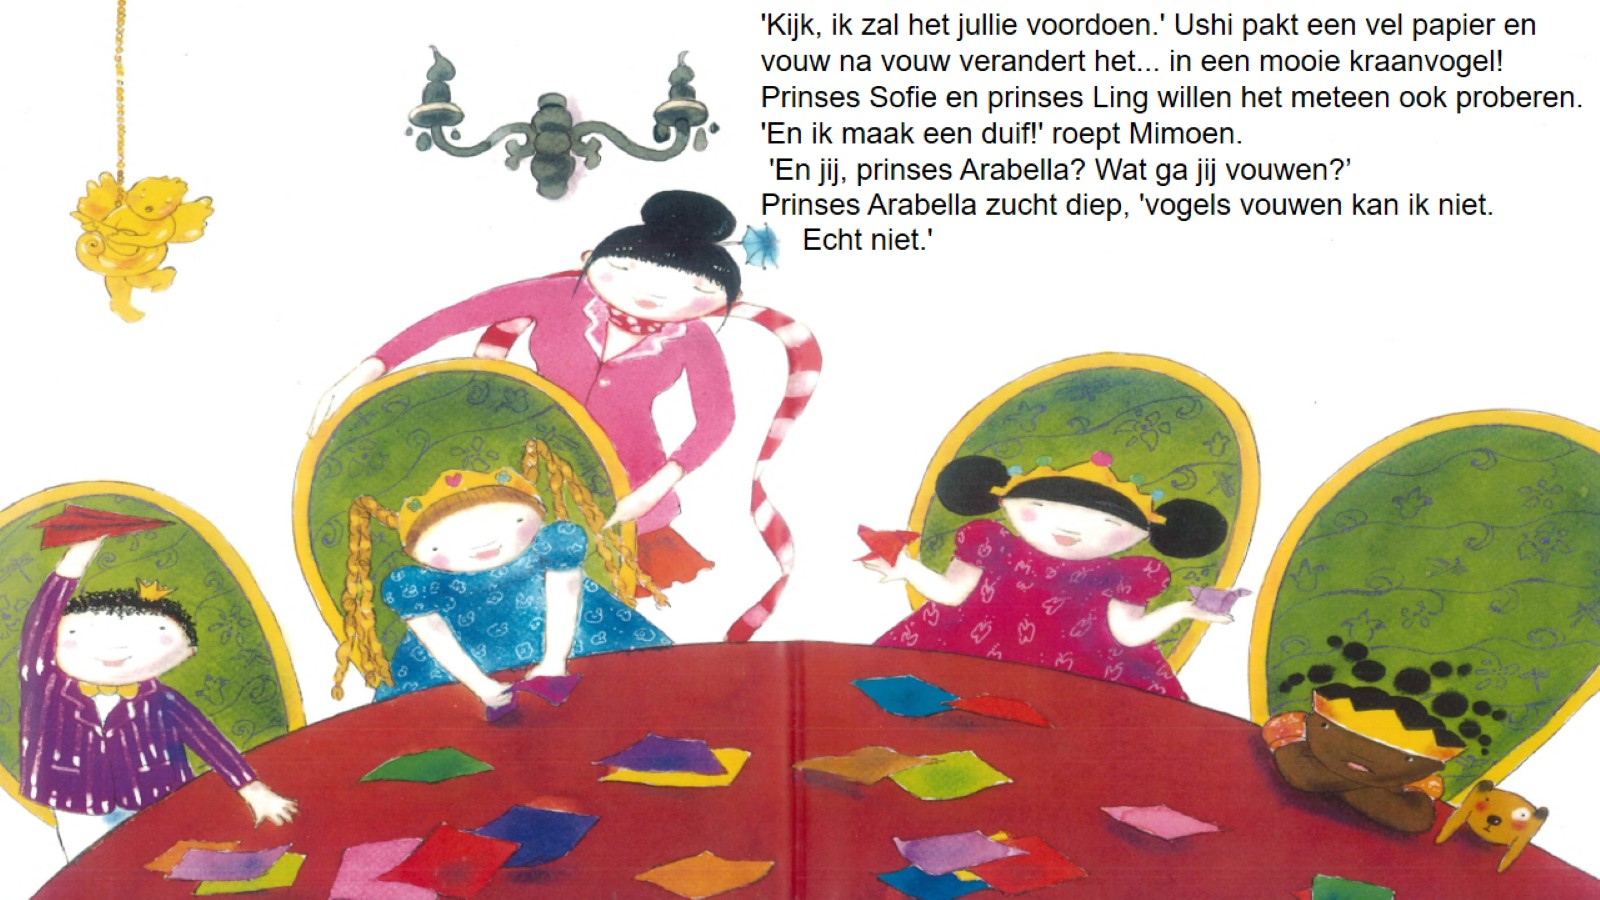 'Kijk, ik zal het jullie voordoen.' Ushi pakt een vel papier en
vouw na vouw verandert het... in een mooie kraanvogel!
Prinses Sofie en prinses Ling willen het meteen ook proberen.
'En ik maak een duif!' roept Mimoen.
'En jij, prinses Arabella? Wat ga jij vouwen?’
Prinses Arabella zucht diep, 'vogels vouwen kan ik niet.
Echt niet.'